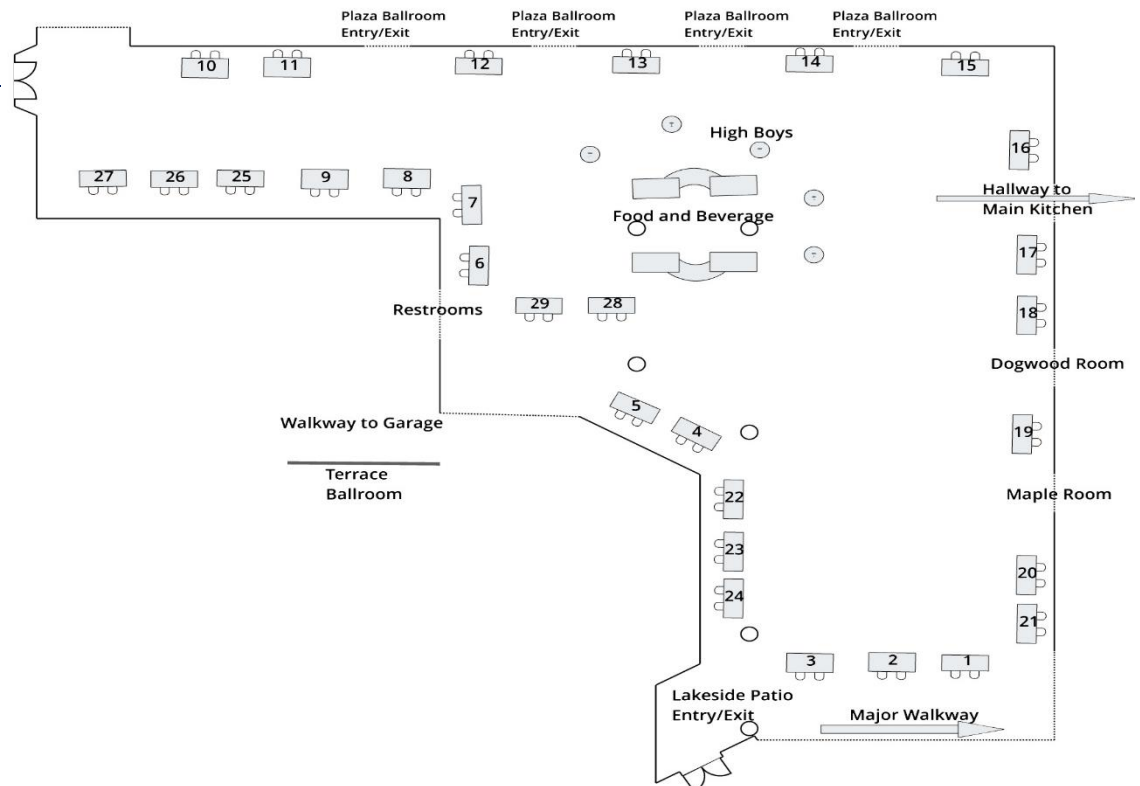 Plaza Ballroom
Entry/Exit
Plaza Ballroom
Entry/Exit
Plaza Ballroom
Entry/Exit
Plaza Ballroom
Entry/Exit
10
11
12
13
14
15
High Boys
16
27
26
25
9
8
7
Hallway to
Main Kitchen
Food and Beverage
6
17
Restrooms
29
28
18
Dogwood Room
5
4
Walkway to Garage
19
Terrace
Ballroom
22
Maple Room
23
24
20
21
3
2
1
Lakeside Patio
Entry/Exit
Major Walkway